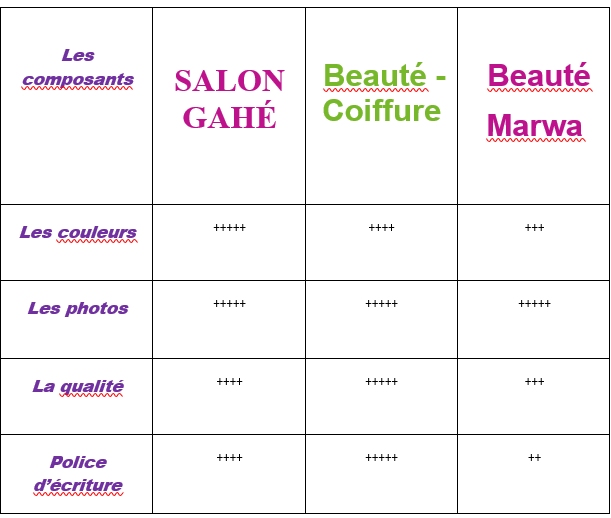 Les
composants
SALON
GAHÉ
Beauté -
Coiffure
Beauté
Marwa
Les couleurs
+++++
++++
+++
Les photos
+++++
+++++
+++++
La qualité
++++
+++++
+++
Police
d'écriture
++++
+++++
++